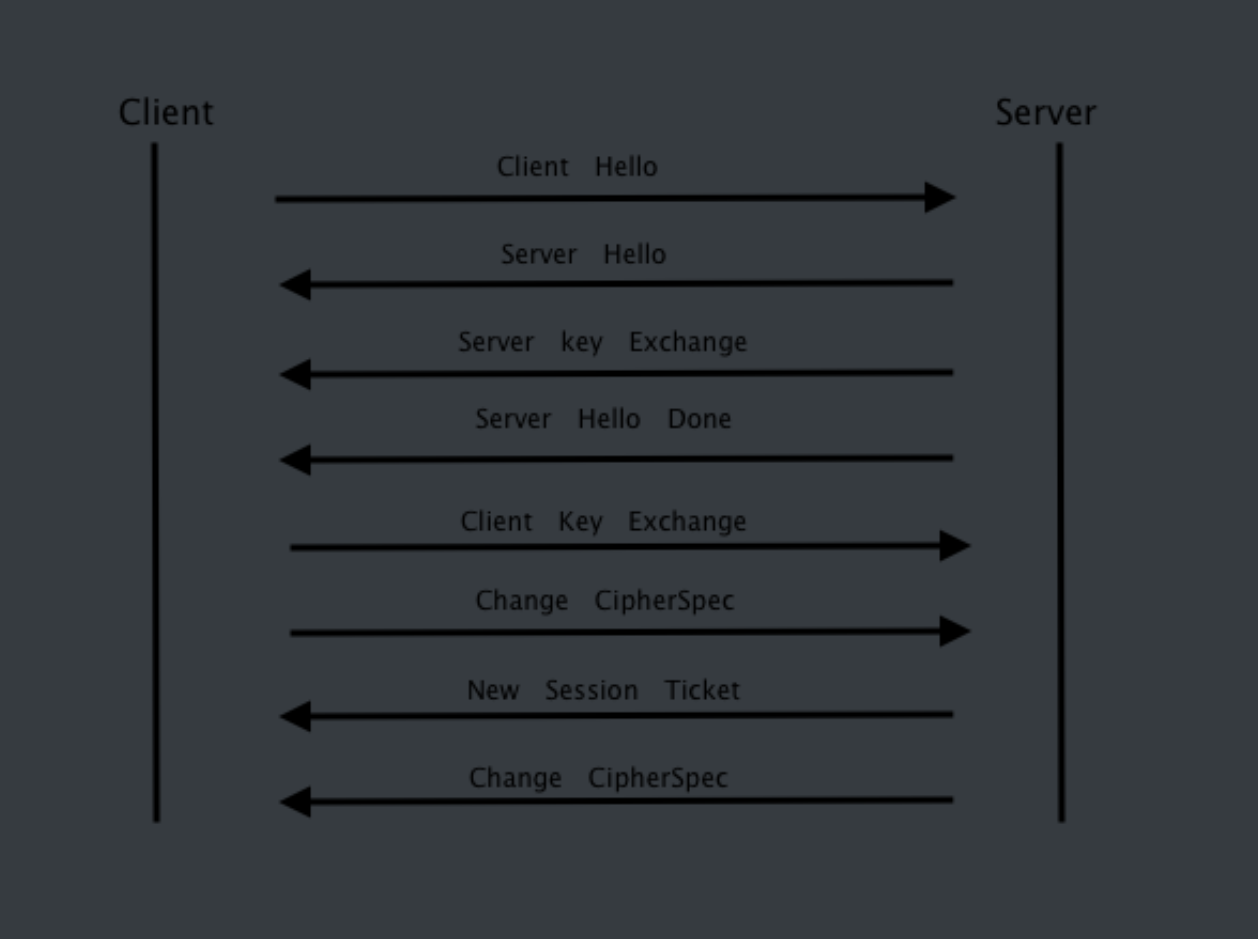 Client
Server
Client Hello
Server Hello
Server key Exchange
Server Hello Done
Client Key Exchange
Change CipherSpec
New Session Ticket
Change CipherSpec